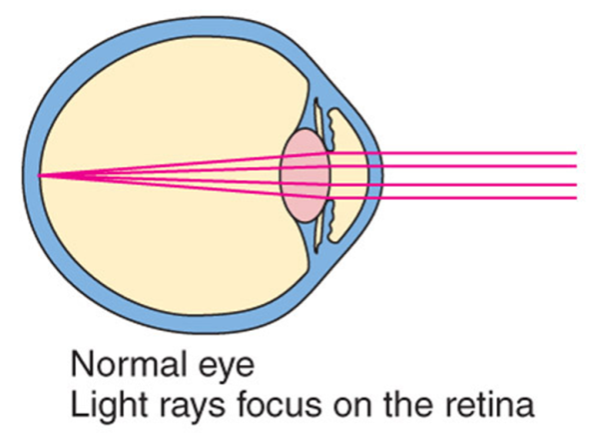 Normal eye
Light rays focus on the retina